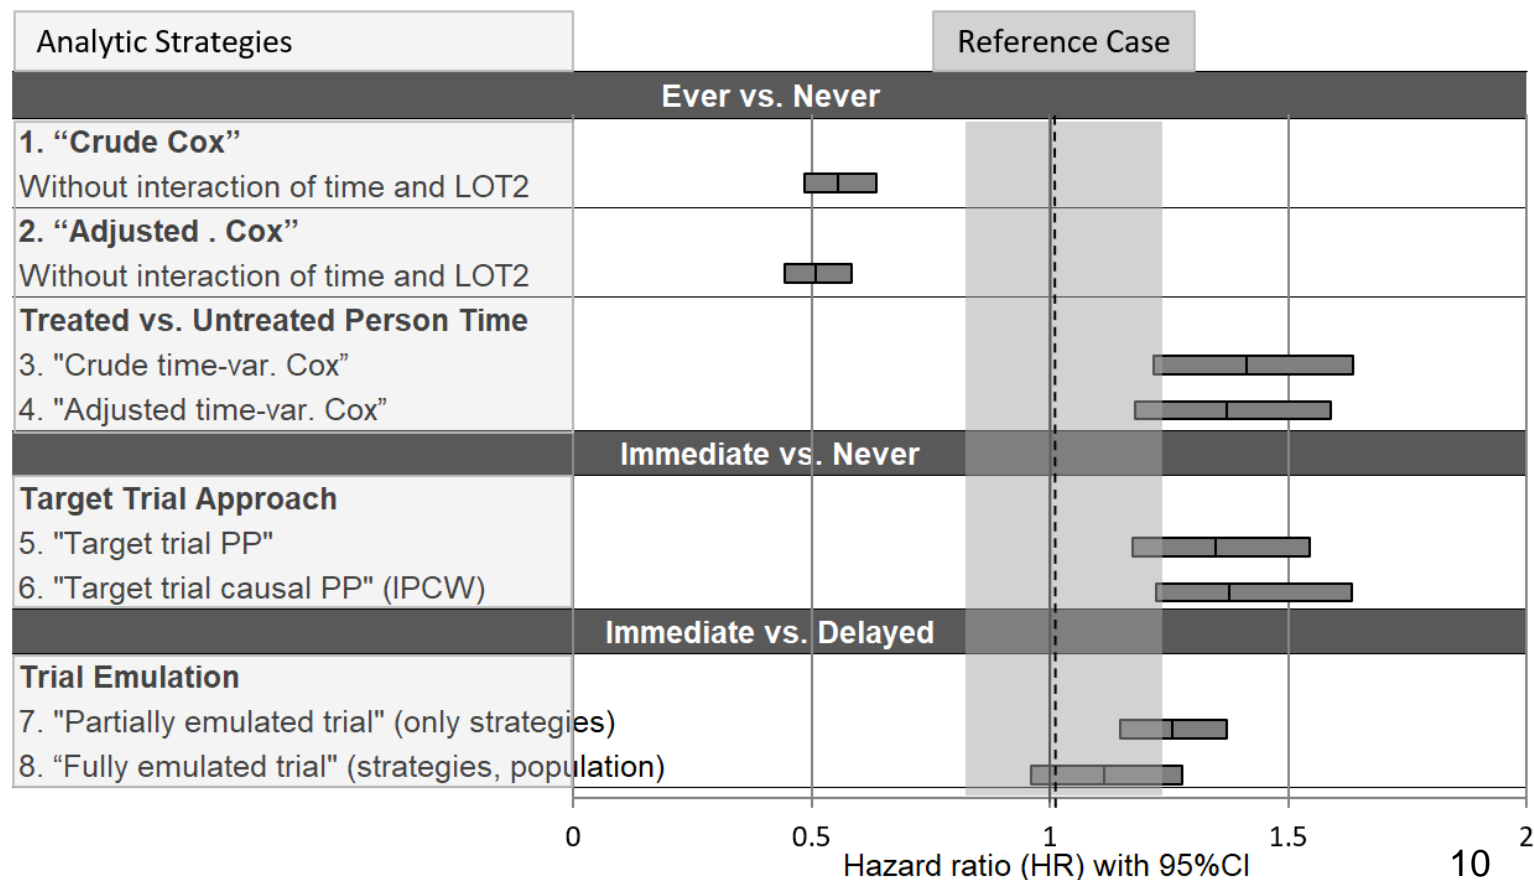 Analytic Strategies
Reference Case
Ever vs. Never
1. “Crude Cox”
Without interaction of time and LOT2
2. “Adjusted . Cox”
Without interaction of time and LOT2
Treated vs. Untreated Person Time
3. "Crude time-var. Cox”
4. "Adjusted time-var. Cox”
Immediate vs. Never
Target Trial Approach
5. "Target trial PP"
6. "Target trial causal PP" (IPCW)
Immediate vs. Delayed
Trial Emulation
7. "Partially emulated trial" (only strategies)
8. “Fully emulated trial" (strategies, population)
0 0.5 1 1.5 2
Hazard ratio (HR) with 95%CI
10